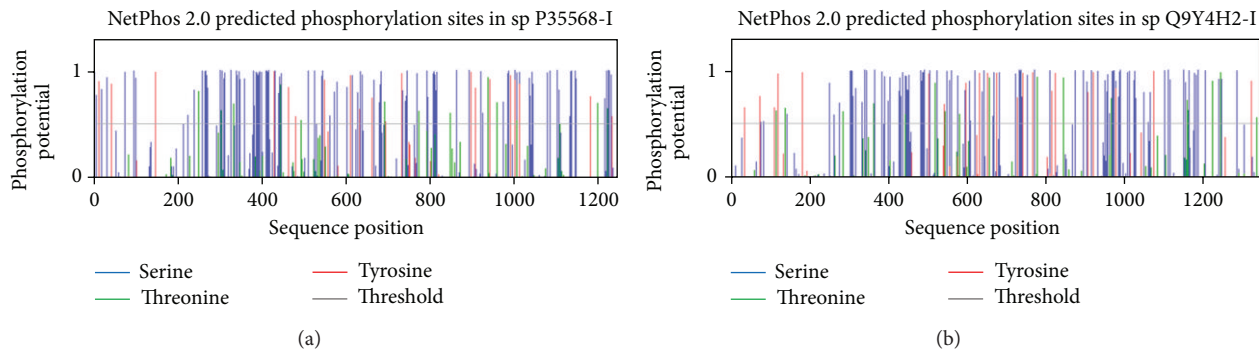 NetPhos 2.0 predicted phosphorylation sites in sp P35568-I
Phosphorylation
potential
1
0
0 200 400 600 800 1000 1200
Sequence position
Serine
Tyrosine
Threonine
Threshold
(a)
NetPhos 2.0 predicted phosphorylation sites in sp Q9Y4H2-I
Phosphorylation
potential
1
0
0 200 400 600 800 1000 1200
Sequence position
Serine
Tyrosine
Threonine
Threshold
(b)